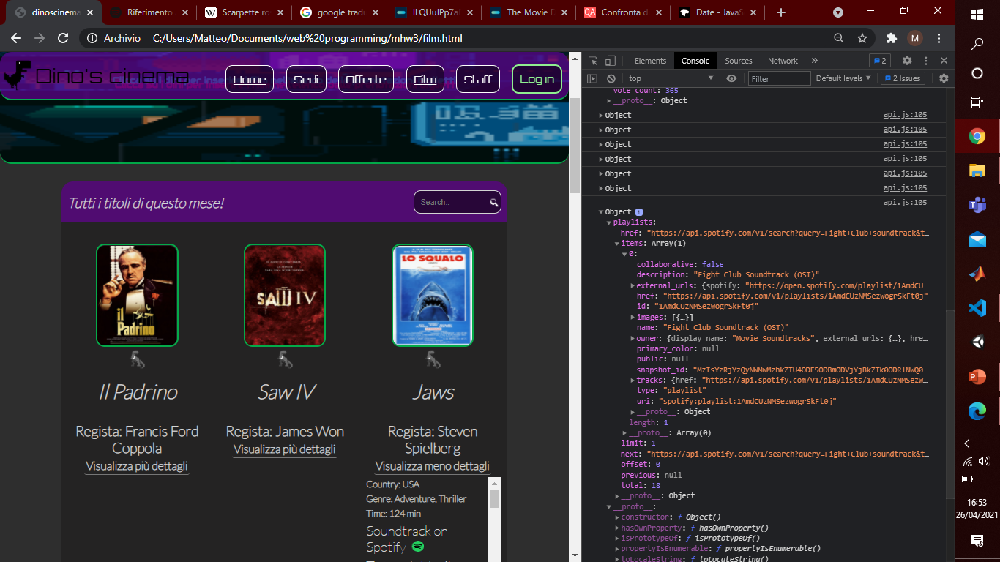 dinoscinema
Riferimento
Scarpette ro
google tradu
ILQUuIPp7a
The Movie D
Confronta d
Date - JavaS
Archivio | C:/Users/Matteo/Documents/web%20programming/mhw3/film.html
M
Dino's cinema
Home
Sedi
Offerte
Film
Staff
Log in
Tutti i titoli di questo mese!
Search..
il Padrino
SAW IV
LO SQUALO
Il Padrino
Saw IV
Jaws
Regista: Francis Ford
Coppola
Visualizza più dettagli
Regista: James Won
Visualizza più dettagli
Regista: Steven
Spielberg
Visualizza meno dettagli
Country: USA
Genre: Adventure, Thriller
Time: 124 min
Soundtrack on
Spotify
Elements Console Sources Network » 2
top Filter Default levels 2 Issues
vote_count: 365
__proto__: Object
Object api.js:105
Object api.js:105
Object api.js:105
Object api.js:105
Object api.js:105
Object api.js:105
api.js:105
Object i
playlists:
href: "https://api.spotify.com/v1/search?query=Fight+Club+soundtrack&t…
items: Array(1)
0:
collaborative: false
description: "Fight Club Soundtrack (OST)"
external_urls: {spotify: "https://open.spotify.com/playlist/1AmdCU…
href: "https://api.spotify.com/v1/playlists/1AmdCUzNMSezwogrSkFt0j"
id: "1AmdCUzNMSezwogrSkFt0j"
images: [{…}]
name: "Fight Club Soundtrack (OST)"
owner: {display_name: "Movie Soundtracks", external_urls: {…}, hre…
primary_color: null
public: null
snapshot_id: "MzIsYzRjYzQyNWMwMzhkZTU4ODE5ODBmODVjYjBkZTk0ODRlNWQ0…
tracks: {href: "https://api.spotify.com/v1/playlists/1AmdCUzNMSezw…
type: "playlist"
uri: "spotify:playlist:1AmdCUzNMSezwogrSkFt0j"
__proto__: Object
length: 1
__proto__: Array(0)
limit: 1
next: "https://api.spotify.com/v1/search?query=Fight+Club+soundtrack&t…
offset: 0
previous: null
total: 18
__proto__: Object
__proto__:
constructor: ƒ Object()
hasOwnProperty: ƒ hasOwnProperty()
isPrototypeOf: ƒ isPrototypeOf()
propertyIsEnumerable: ƒ propertyIsEnumerable()
toLocaleString: ƒ toLocaleString()
16:53
26/04/2021